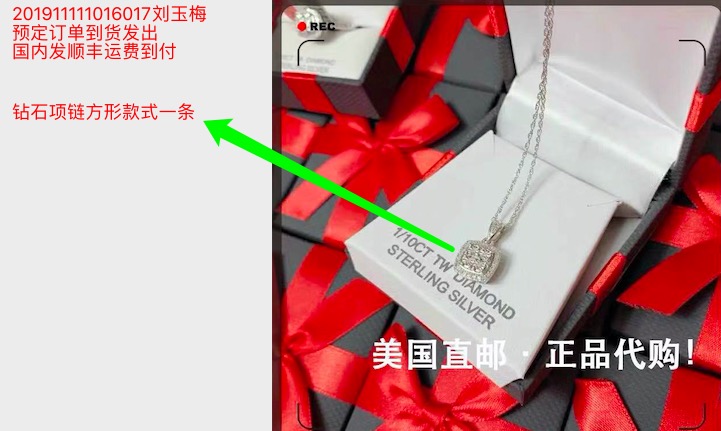 201911111016017刘玉梅
预定订单到货发出
国内发顺丰运费到付
钻石项链方形款式一条
REC
DIAMOND
STERLING SILVER
1/10CT TW DIAMOND
STERLING SILVER
美国直邮·正品代购!